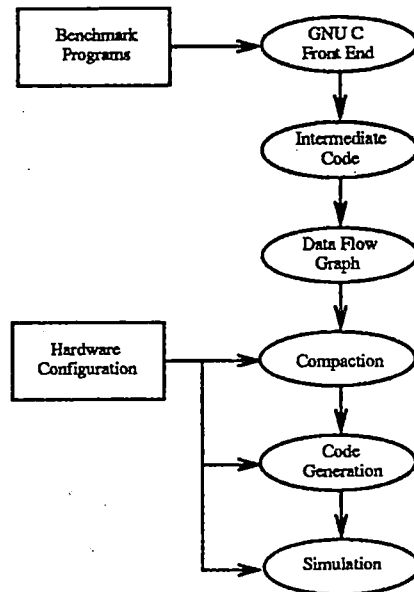 Benchmark
Programs
GNU C
Front End
Intermediate
Code
Data Flow
Graph
Hardware
Configuration
Compaction
Code
Generation
Simulation